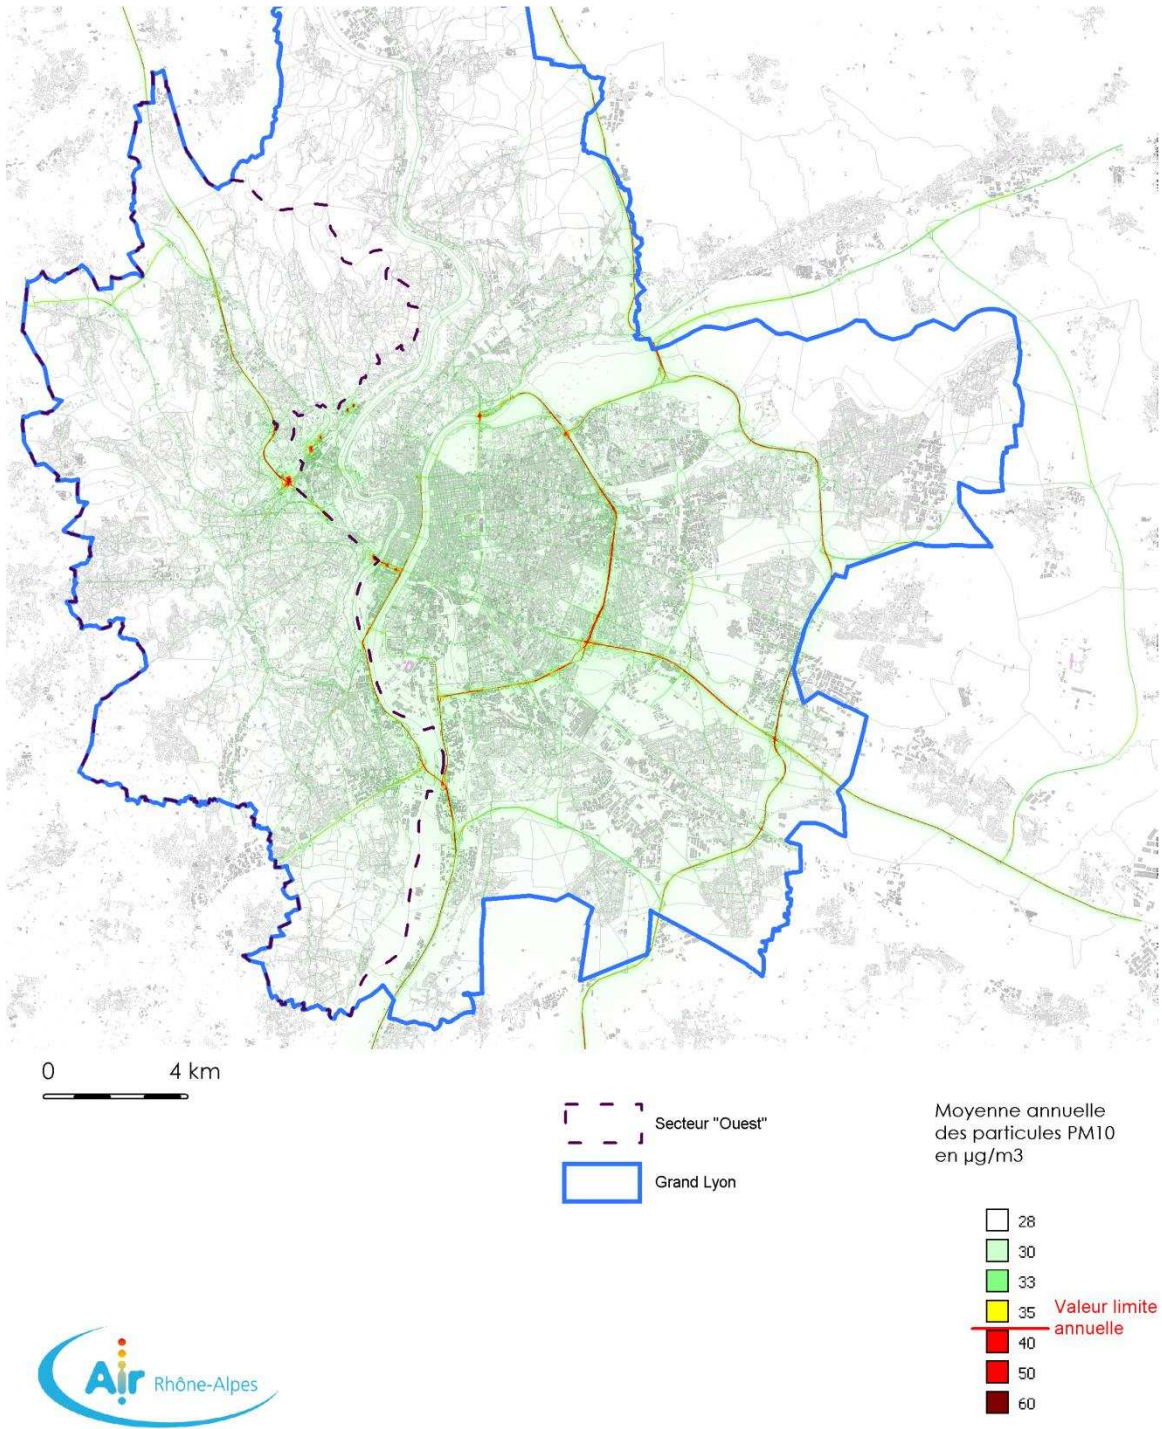 0 4 km
Secteur "Ouest"
Grand Lyon
Moyenne annuelle
des particules PM10
en µg/m3
28
30
33
35
Valeur limite
annuelle
40
50
60
Air Rhône-Alpes